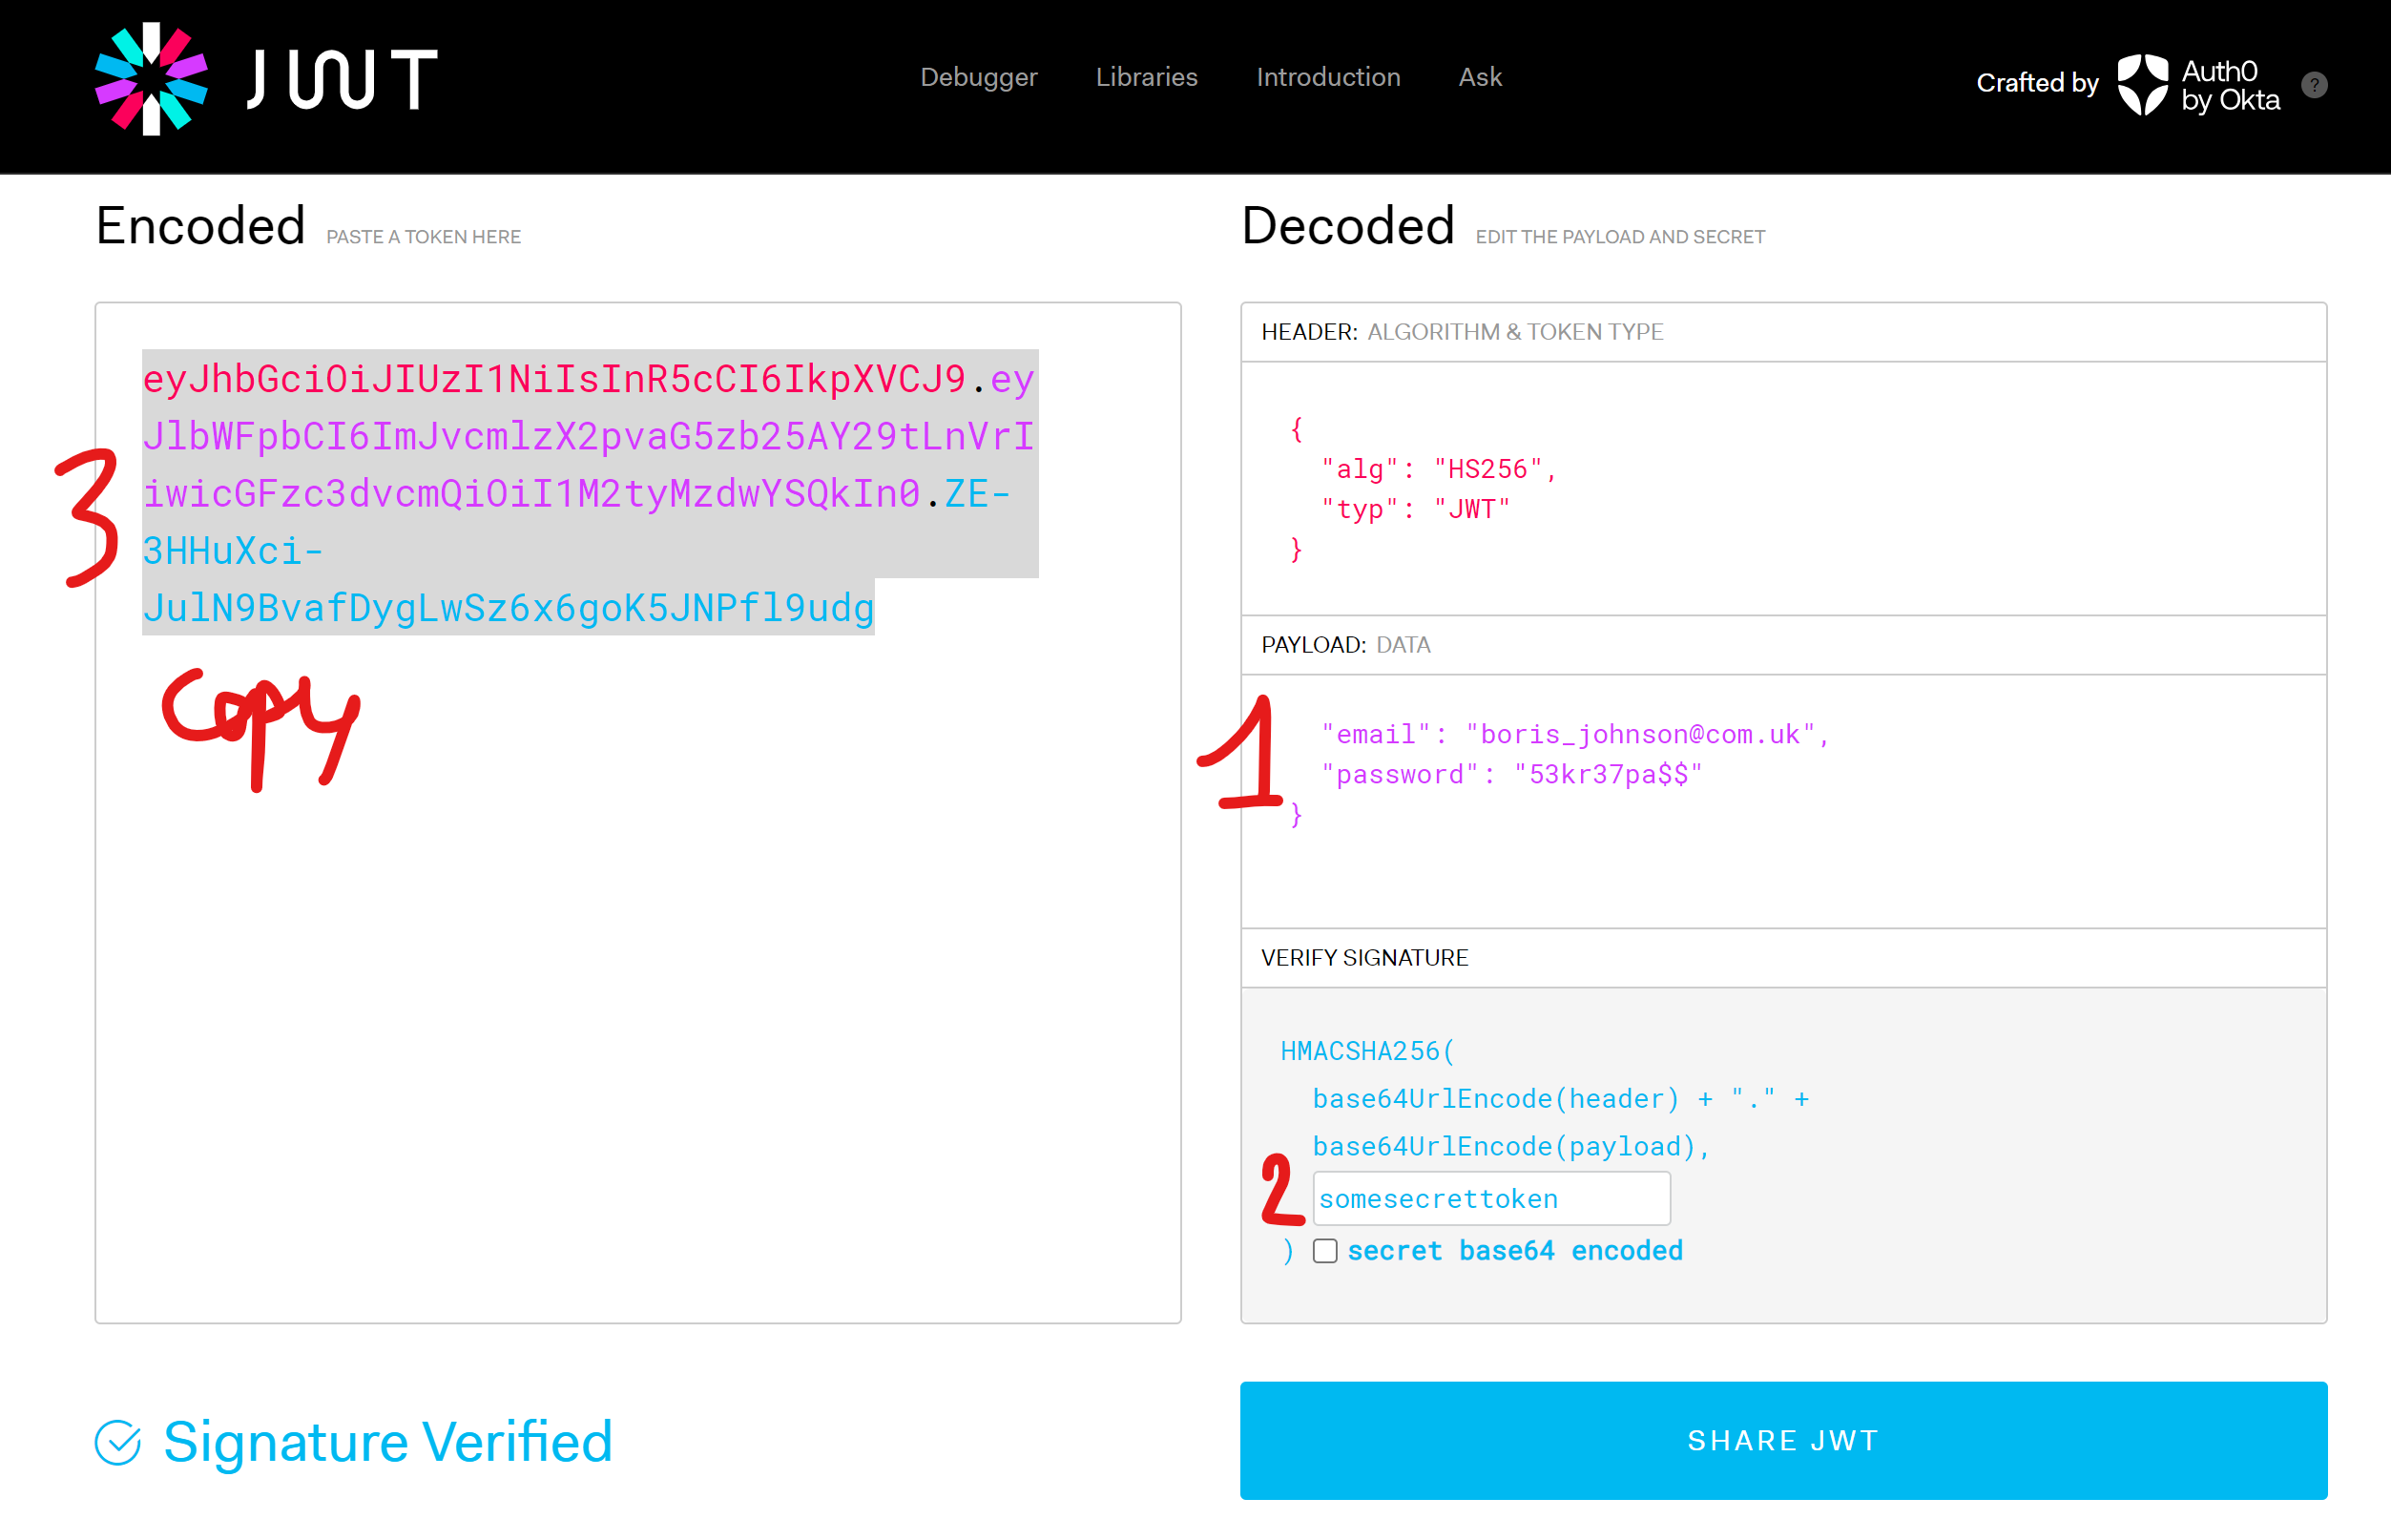 JWT
Debugger Libraries Introduction Ask
Crafted by Auth0 by Okta ?
Encoded PASTE A TOKEN HERE
eyJhbGciOiJIUzI1NiIsInR5cCI6IkpXVCJ9.ey
JlbWFpbCI6ImJvcmlzX2pvaG5zb25AY29tLnVrI
iwicGFzc3dvcmQiOiI1M2tyMzdwYSQkIn0.ZE-
3HHuXci-
JulN9BvafDygLwSz6x6goK5JNPfl9udg
3
copy
Signature Verified
Decoded EDIT THE PAYLOAD AND SECRET
HEADER: ALGORITHM & TOKEN TYPE
{
"alg": "HS256",
"typ": "JWT"
}
PAYLOAD: DATA
1
"email": "boris_johnson@com.uk",
"password": "53kr37pa$$"
}
VERIFY SIGNATURE
HMACSHA256(
base64UrlEncode(header) + "." +
base64UrlEncode(payload),
2 somesecrettoken
) secret base64 encoded
SHARE JWT